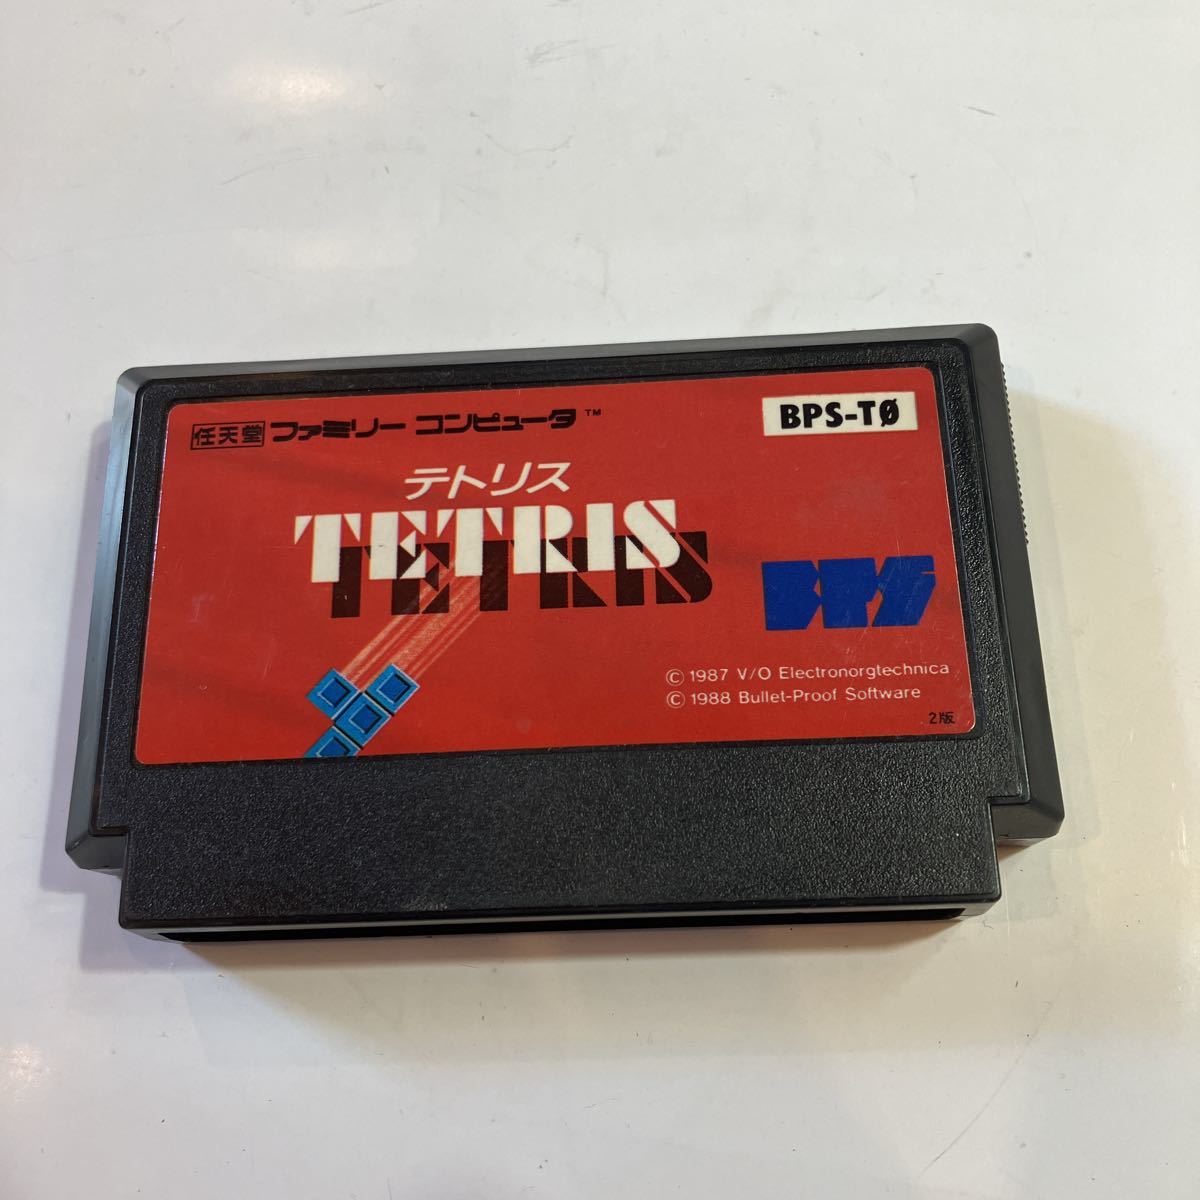 任天堂 ファミリー コンピュータ™
BPS-TØ
テトリス
TETRIS
TETRIS
BPS
© 1987 V/O Electronorgtechnica
© 1988 Bullet-Proof Software
2版